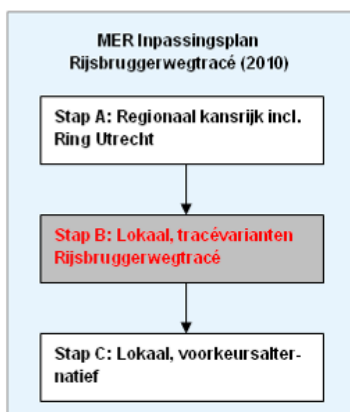 MER Inpassingsplan
Rijsbruggerwegtracé (2010)
Stap A: Regionaal kansrijk incl.
Ring Utrecht
Stap B: Lokaal, tracévarianten
Rijsbruggerwegtracé
Stap C: Lokaal, voorkeursalter-
natief